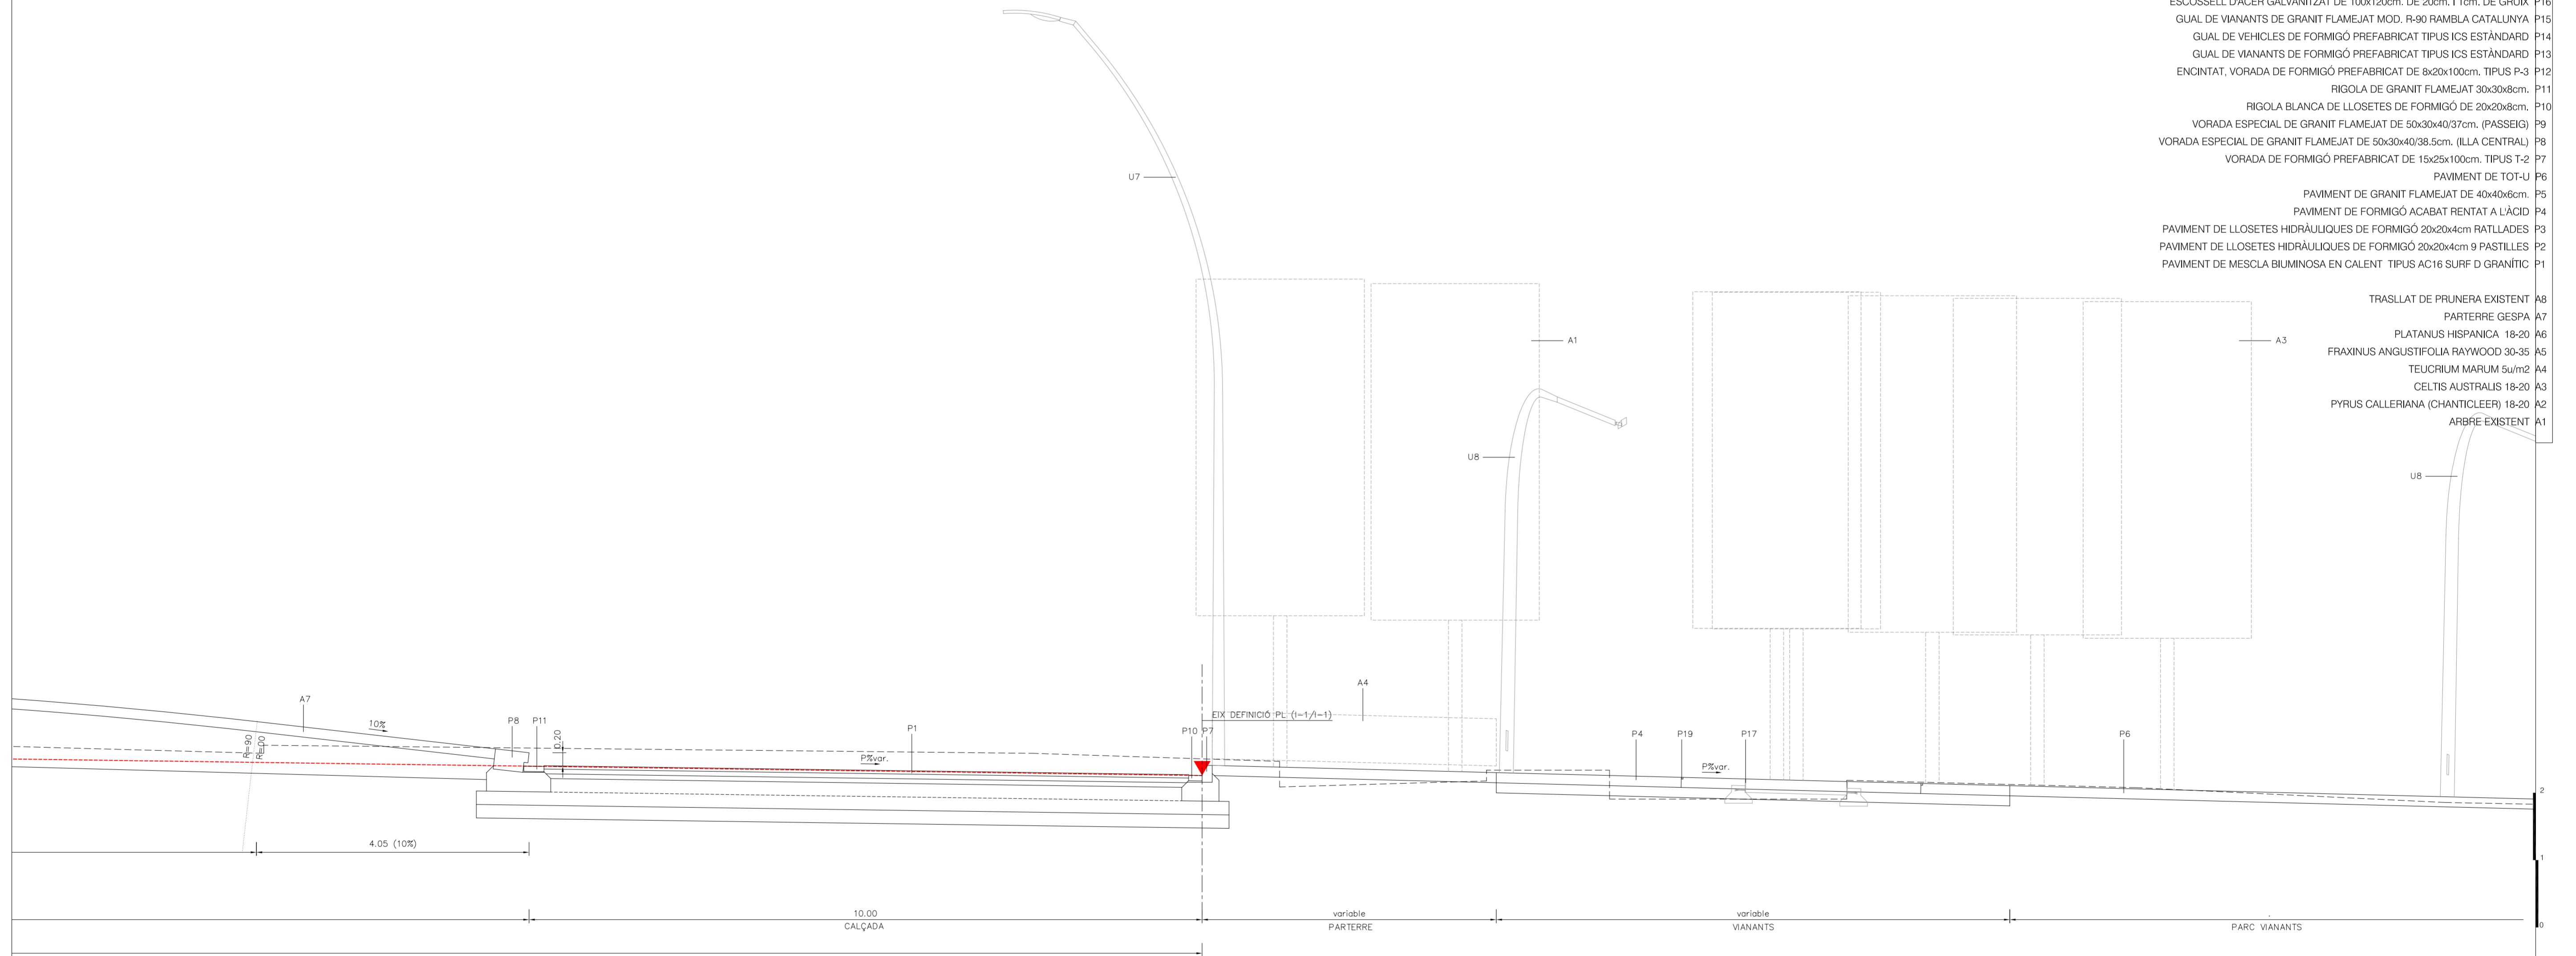 ESCOSSELL D'ACER GALVANITZAT DE 100x120cm. DE 20cm. I 1cm. DE GRUIX P16
GUAL DE VIANANTS DE GRANIT FLAMEJAT MOD. R-90 RAMBLA CATALUNYA P15
GUAL DE VEHICLES DE FORMIGÓ PREFABRICAT TIPUS ICS ESTÀNDARD P14
GUAL DE VIANANTS DE FORMIGÓ PREFABRICAT TIPUS ICS ESTÀNDARD P13
ENCINTAT, VORADA DE FORMIGÓ PREFABRICAT DE 8x20x100cm. TIPUS P-3 P12
RIGOLA DE GRANIT FLAMEJAT 30x30x8cm. P11
RIGOLA BLANCA DE LLOSETES DE FORMIGÓ DE 20x20x8cm. P10
VORADA ESPECIAL DE GRANIT FLAMEJAT DE 50x30x40/37cm. (PASSEIG) P9
VORADA ESPECIAL DE GRANIT FLAMEJAT DE 50x30x40/38.5cm. (ILLA CENTRAL) P8
VORADA DE FORMIGÓ PREFABRICAT DE 15x25x100cm. TIPUS T-2 P7
PAVIMENT DE TOT-U P6
PAVIMENT DE GRANIT FLAMEJAT DE 40x40x6cm. P5
PAVIMENT DE FORMIGÓ ACABAT RENTAT A L'ÀCID P4
PAVIMENT DE LLOSETES HIDRÀULIQUES DE FORMIGÓ 20x20x4cm RATLLADES P3
PAVIMENT DE LLOSETES HIDRÀULIQUES DE FORMIGÓ 20x20x4cm 9 PASTILLES P2
PAVIMENT DE MESCLA BIUMINOSA EN CALENT TIPUS AC16 SURF D GRANÍTIC P1
TRASLLAT DE PRUNERA EXISTENT A8
PARTERRE GESPA A7
PLATANUS HISPANICA 18-20 A6
FRAXINUS ANGUSTIFOLIA RAYWOOD 30-35 A5
TEUCRIUM MARUM 5u/m2 A4
CELTIS AUSTRALIS 18-20 A3
PYRUS CALLERIANA (CHANTICLEER) 18-20 A2
ARBRE EXISTENT A1
U7
A1
A3
U8
U8
A4
A7
10%
P8
P11
0.20
P1
P%var.
P10
P7
EIX DEFINICIÓ PL (I-1/I-1)
P4
P19
P17
P%var.
P6
R=90
R=00
4.05 (10%)
2
1
0
10.00
variable
variable
CALÇADA
PARTERRE
VIANANTS
PARC VIANANTS